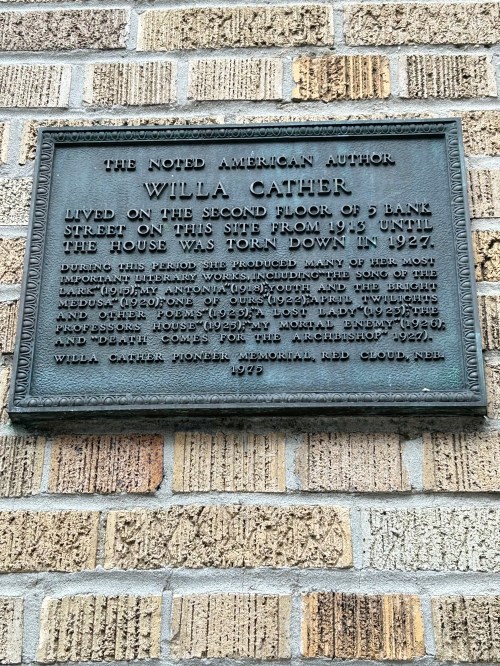 THE NOTED AMERICAN AUTHOR
WILLA CATHER
LIVED ON THE SECOND FLOOR OF 5 BANK
STREET ON THIS SITE FROM 1913 UNTIL
THE HOUSE WAS TORN DOWN IN 1927.
DURING THIS PERIOD SHE PRODUCED MANY OF HER MOST
IMPORTANT LITERARY WORKS, INCLUDING "THE SONG OF THE
LARK" (1915); "MY ANTONIA" (1918); YOUTH AND THE BRIGHT
MEDUSA" (1920); "ONE OF OURS" (1922); APRIL TWILIGHTS
AND OTHER POEMS" (1923); "A LOST LADY" (1923); "THE
PROFESSORS HOUSE" (1925); "MY MORTAL ENEMY" (1926);
AND "DEATH COMES FOR THE ARCHBISHOP" 1927).
WILLA CATHER PIONEER MEMORIAL, RED CLOUD, NEB.
1975